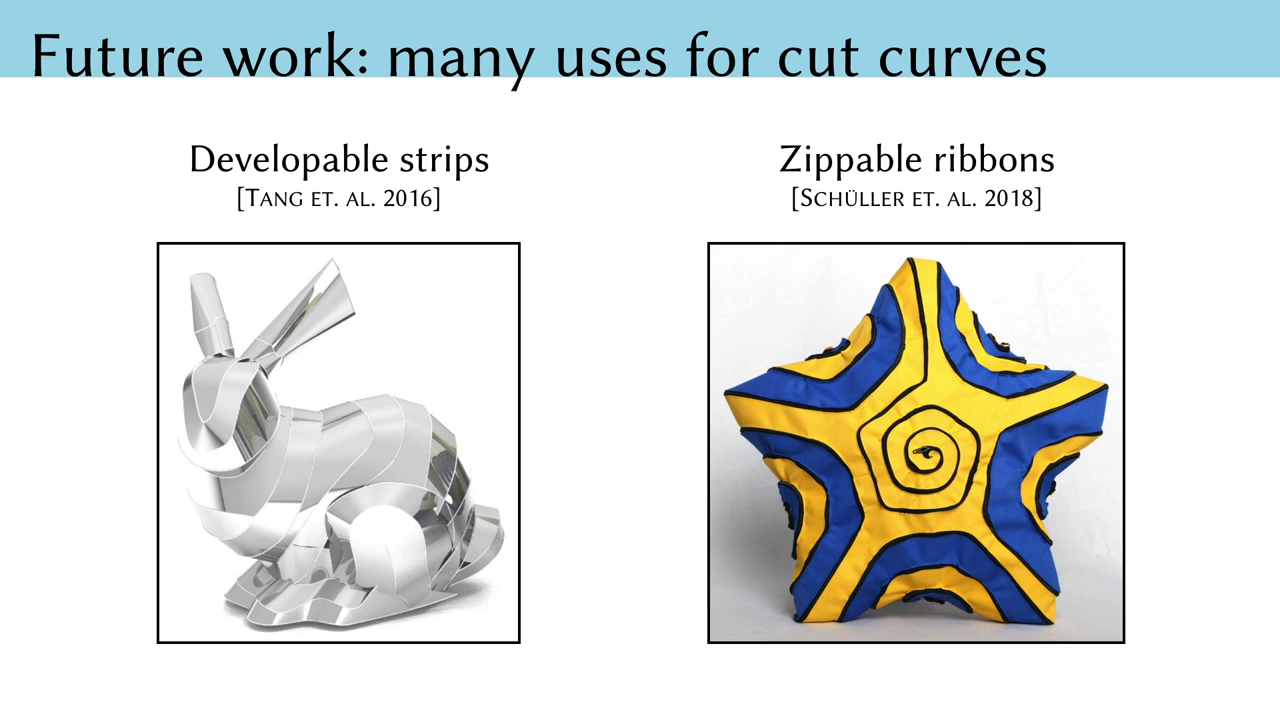 Future work: many uses for cut curves
Developable strips
[TANG ET. AL. 2016]
Zippable ribbons
[SCHÜLLER ET. AL. 2018]